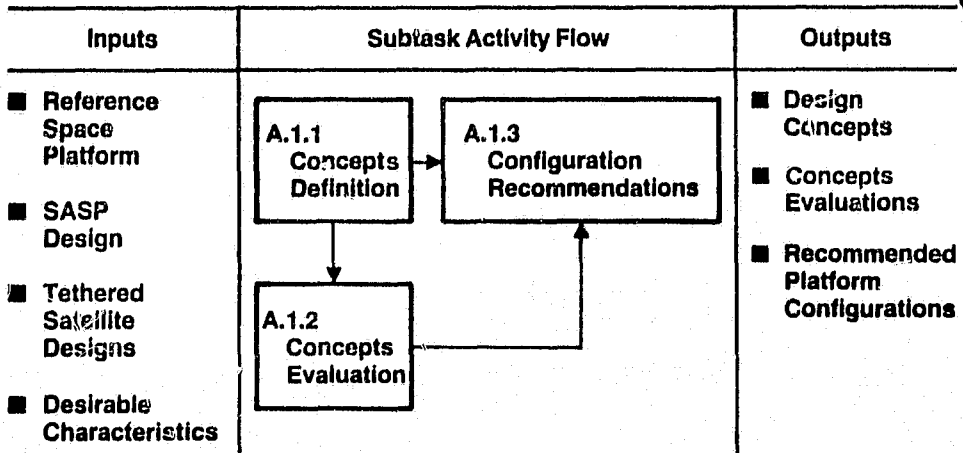 Inputs
Subtask Activity Flow
Outputs
■ Reference
Space
Platform
■ SASP
Design
■ Tethered
Satellite
Designs
■ Desirable
Characteristics
A.1.1
Concepts
Definition
A.1.2
Concepts
Evaluation
A.1.3
Configuration
Recommendations
■ Design
Concepts
■ Concepts
Evaluations
■ Recommended
Platform
Configurations